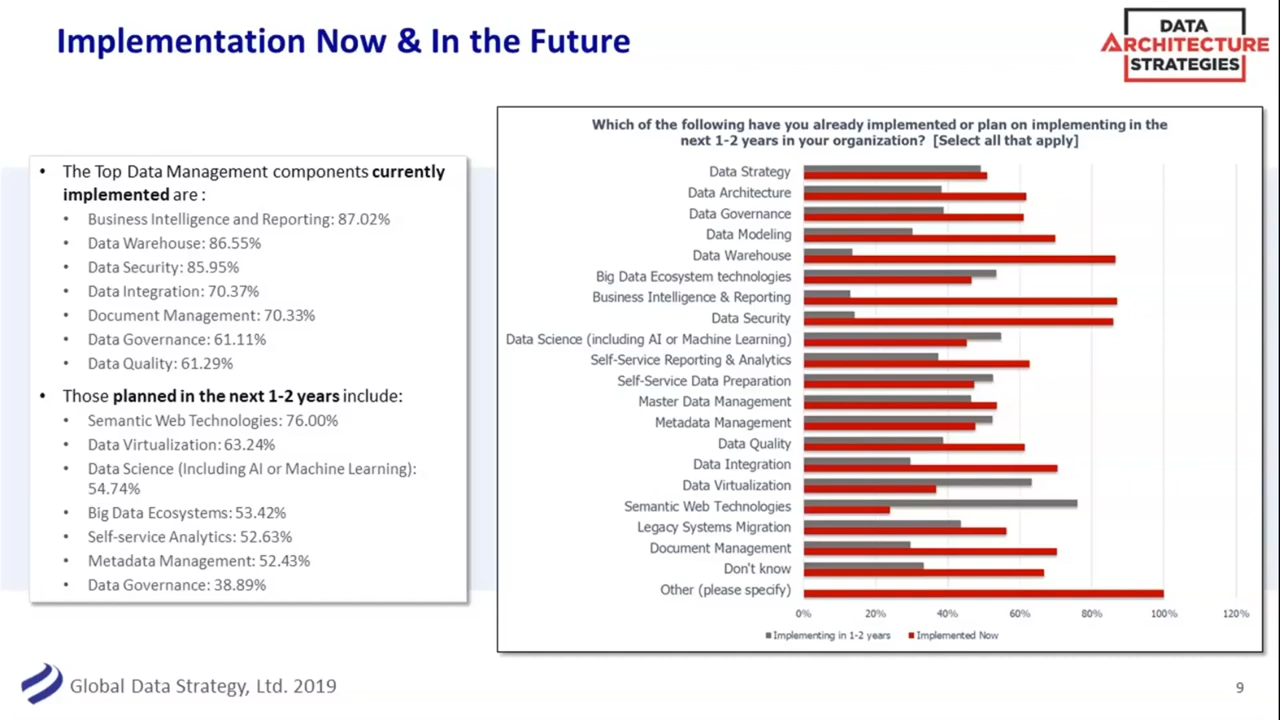 Implementation Now & In the Future
DATA
ARCHITECTURE
STRATEGIES
• The Top Data Management components currently
implemented are :
• Business Intelligence and Reporting: 87.02%
• Data Warehouse: 86.55%
• Data Security: 85.95%
• Data Integration: 70.37%
• Document Management: 70.33%
• Data Governance: 61.11%
• Data Quality: 61.29%
• Those planned in the next 1-2 years include:
• Semantic Web Technologies: 76.00%
• Data Virtualization: 63.24%
• Data Science (Including AI or Machine Learning):
54.74%
• Big Data Ecosystems: 53.42%
• Self-service Analytics: 52.63%
• Metadata Management: 52.43%
• Data Governance: 38.89%
Which of the following have you already implemented or plan on implementing in the
next 1-2 years in your organization? [Select all that apply]
Data Strategy
Data Architecture
Data Governance
Data Modeling
Data Warehouse
Big Data Ecosystem technologies
Business Intelligence & Reporting
Data Security
Data Science (including AI or Machine Learning)
Self-Service Reporting & Analytics
Self-Service Data Preparation
Master Data Management
Metadata Management
Data Quality
Data Integration
Data Virtualization
Semantic Web Technologies
Legacy Systems Migration
Document Management
Don't know
Other (please specify)
0% 20% 40% 60% 80% 100% 120%
Implementing in 1-2 years Implemented Now
Global Data Strategy, Ltd. 2019
9